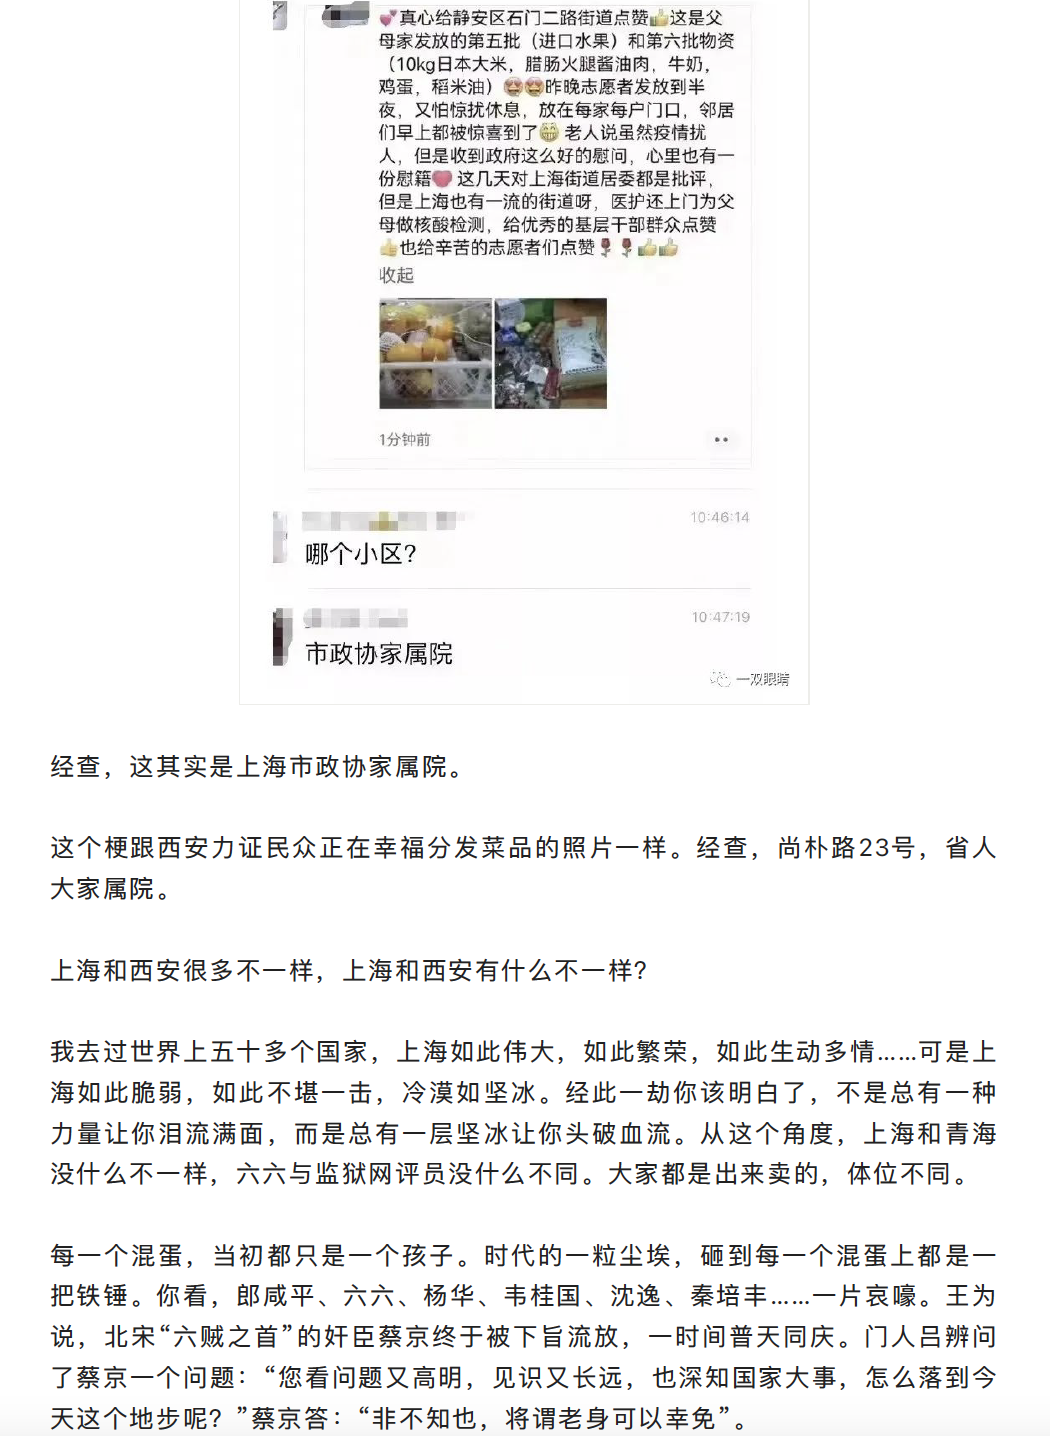 💕真心给静安区石门二路街道点赞👍这是父
母家发放的第五批（进口水果）和第六批物资
（10kg日本大米，腊肠火腿酱油肉，牛奶，
鸡蛋，稻米油）😍😍昨晚志愿者发放到半
夜，又怕惊扰休息，放在每家每户门口，邻居
们早上都被惊喜到了😁 老人说虽然疫情扰
人，但是收到政府这么好的慰问，心里也有一
份慰籍❤️ 这几天对上海街道居委都是批评，
但是上海也有一流的街道呀，医护还上门为父
母做核酸检测，给优秀的基层干部群众点赞
👍也给辛苦的志愿者们点赞🌹🌹👍👍
收起
1分钟前
10:46:14
哪个小区？
10:47:19
市政协家属院
一双眼睛
经查，这其实是上海市政协家属院。
这个梗跟西安力证民众正在幸福分发菜品的照片一样。经查，尚朴路23号，省人
大家属院。
上海和西安很多不一样，上海和西安有什么不一样？
我去过世界上五十多个国家，上海如此伟大，如此繁荣，如此生动多情……可是上
海如此脆弱，如此不堪一击，冷漠如坚冰。经此一劫你该明白了，不是总有一种
力量让你泪流满面，而是总有一层坚冰让你头破血流。从这个角度，上海和青海
没什么不一样，六六与监狱网评员没什么不同。大家都是出来卖的，体位不同。
每一个混蛋，当初都只是一个孩子。时代的一粒尘埃，砸到每一个混蛋上都是一
把铁锤。你看，郎咸平、六六、杨华、韦桂国、沈逸、秦培丰……一片哀嚎。王为
说，北宋“六贼之首”的奸臣蔡京终于被下旨流放，一时间普天同庆。门人吕辨问
了蔡京一个问题：“您看问题又高明，见识又长远，也深知国家大事，怎么落到今
天这个地步呢？”蔡京答：“非不知也，将谓老身可以幸免”。